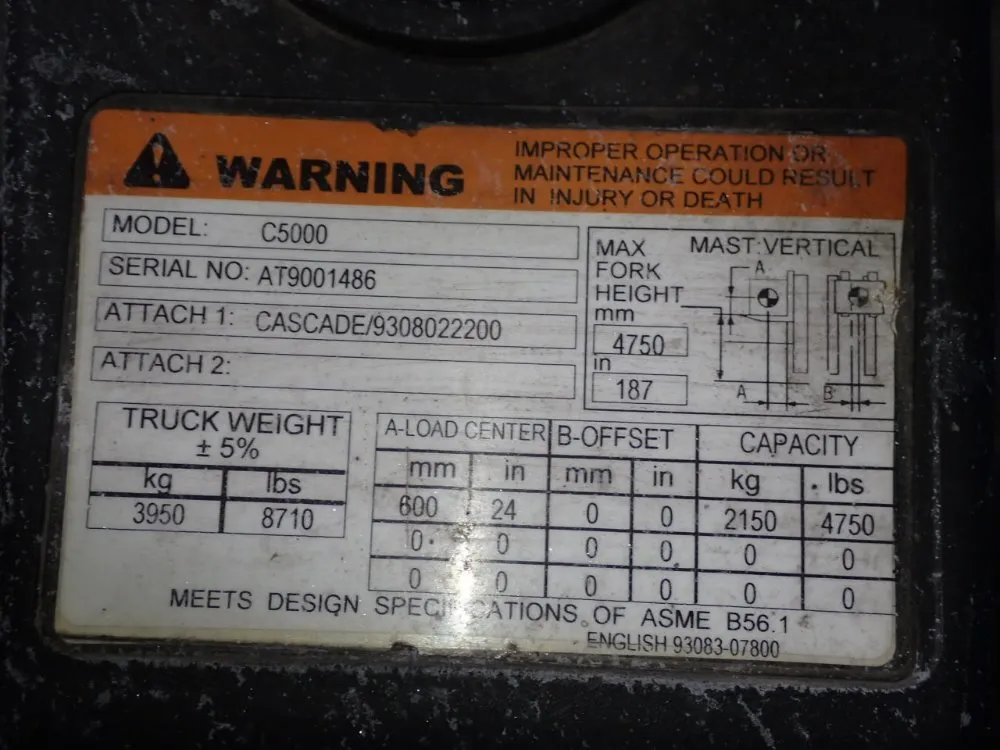 WARNING
IMPROPER OPERATION OR
MAINTENANCE COULD RESULT
IN INJURY OR DEATH
MODEL: C5000
SERIAL NO: AT9001486
ATTACH 1: CASCADE/9308022200
ATTACH 2:
MAX
FORK
HEIGHT
mm
4750
in
187
MAST:VERTICAL
A
A B
TRUCK WEIGHT
± 5%
kg lbs
3950 8710
A-LOAD CENTER B-OFFSET CAPACITY
mm in mm in kg lbs
600 24 0 0 2150 4750
0 0 0 0 0 0
0 0 0 0 0 0
MEETS DESIGN SPECIFICATIONS OF ASME B56.1
ENGLISH 93083-07800